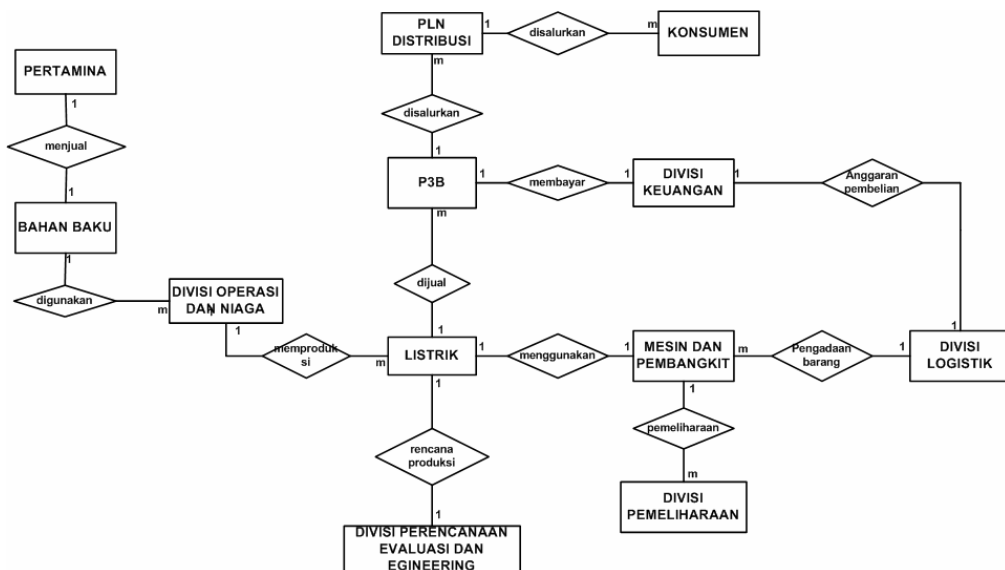 PLN
DISTRIBUSI
1
disalurkan
m
KONSUMEN
m
PERTAMINA
1
disalurkan
menjual
1
1
P3B
1
membayar
1
DIVISI
KEUANGAN
1
Anggaran
pembelian
m
BAHAN BAKU
1
digunakan
m
DIVISI OPERASI
DAN NIAGA
1
dijual
1
1
memproduk
si
m
LISTRIK
1
menggunakan
1
MESIN DAN
PEMBANGKIT
m
Pengadaan
barang
1
DIVISI
LOGISTIK
1
1
pemeliharaan
rencana
produksi
m
DIVISI
PEMELIHARAAN
1
DIVISI PERENCANAAN
EVALUASI DAN
EGINEERING